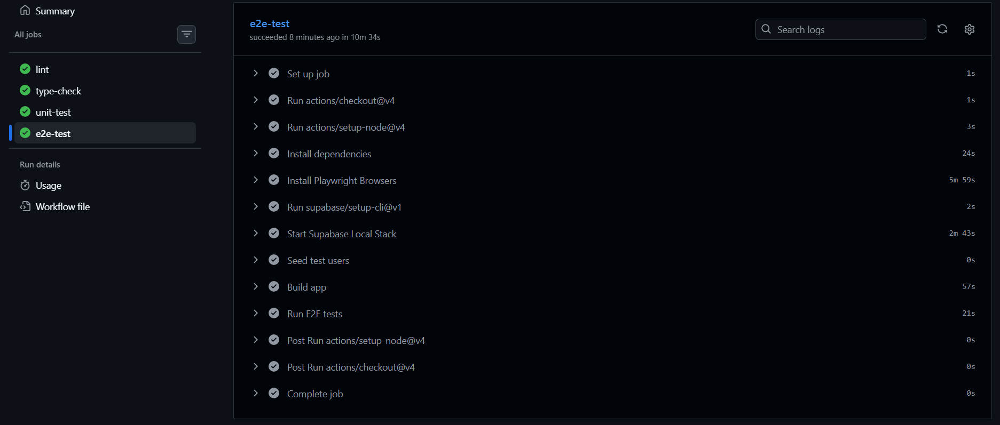 Summary
All jobs
lint
type-check
unit-test
e2e-test
Run details
Usage
Workflow file
e2e-test
succeeded 8 minutes ago in 10m 34s
Search logs
Set up job 1s
Run actions/checkout@v4 1s
Run actions/setup-node@v4 3s
Install dependencies 24s
Install Playwright Browsers 5m 59s
Run supabase/setup-cli@v1 2s
Start Supabase Local Stack 2m 43s
Seed test users 0s
Build app 57s
Run E2E tests 21s
Post Run actions/setup-node@v4 0s
Post Run actions/checkout@v4 0s
Complete job 0s